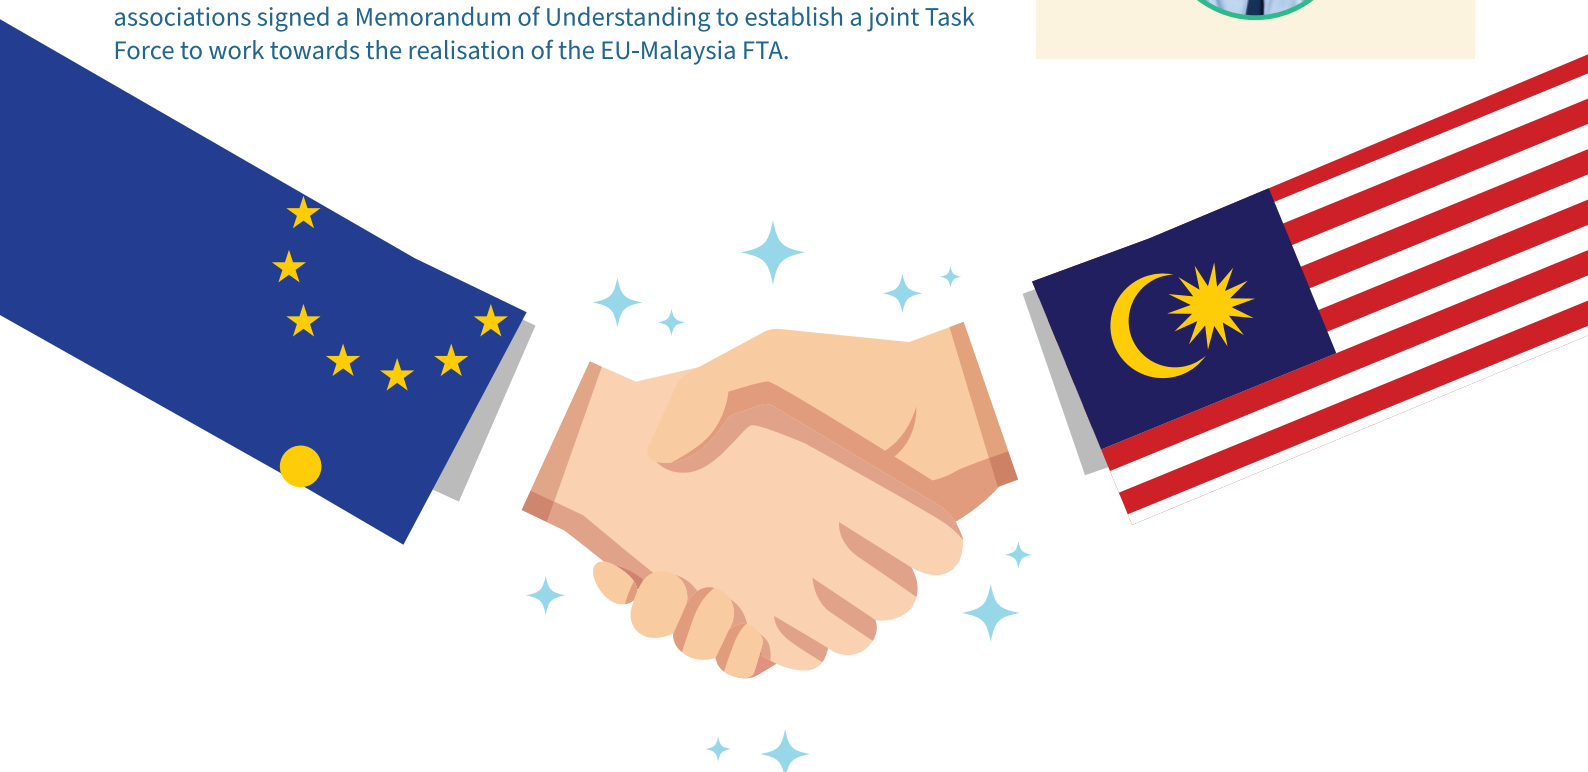 associations signed a Memorandum of Understanding to establish a joint Task
Force to work towards the realisation of the EU-Malaysia FTA.